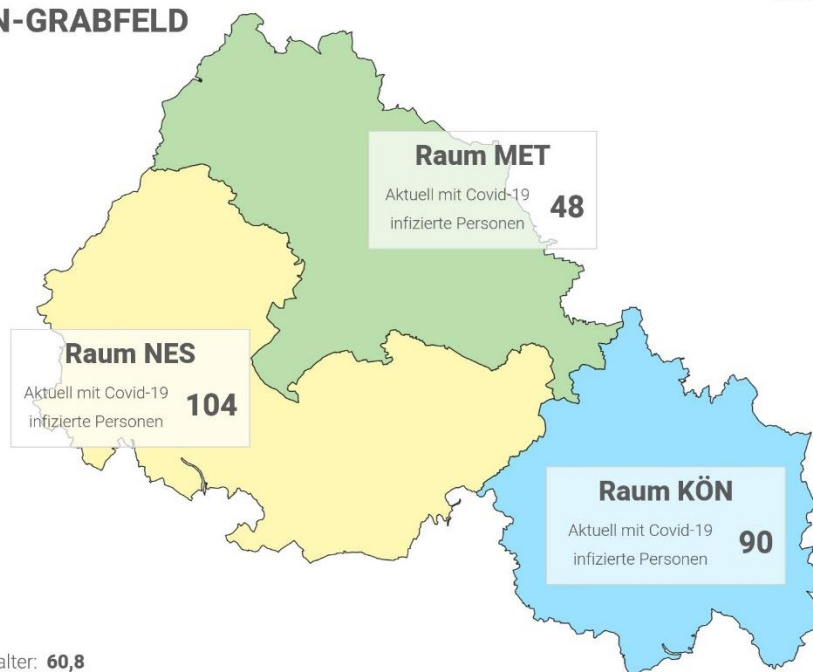 N-GRABFELD
Raum MET
Aktuell mit Covid-19
infizierte Personen
48
Raum NES
Aktuell mit Covid-19
infizierte Personen
104
Raum KÖN
Aktuell mit Covid-19
infizierte Personen
90
alter: 60,8